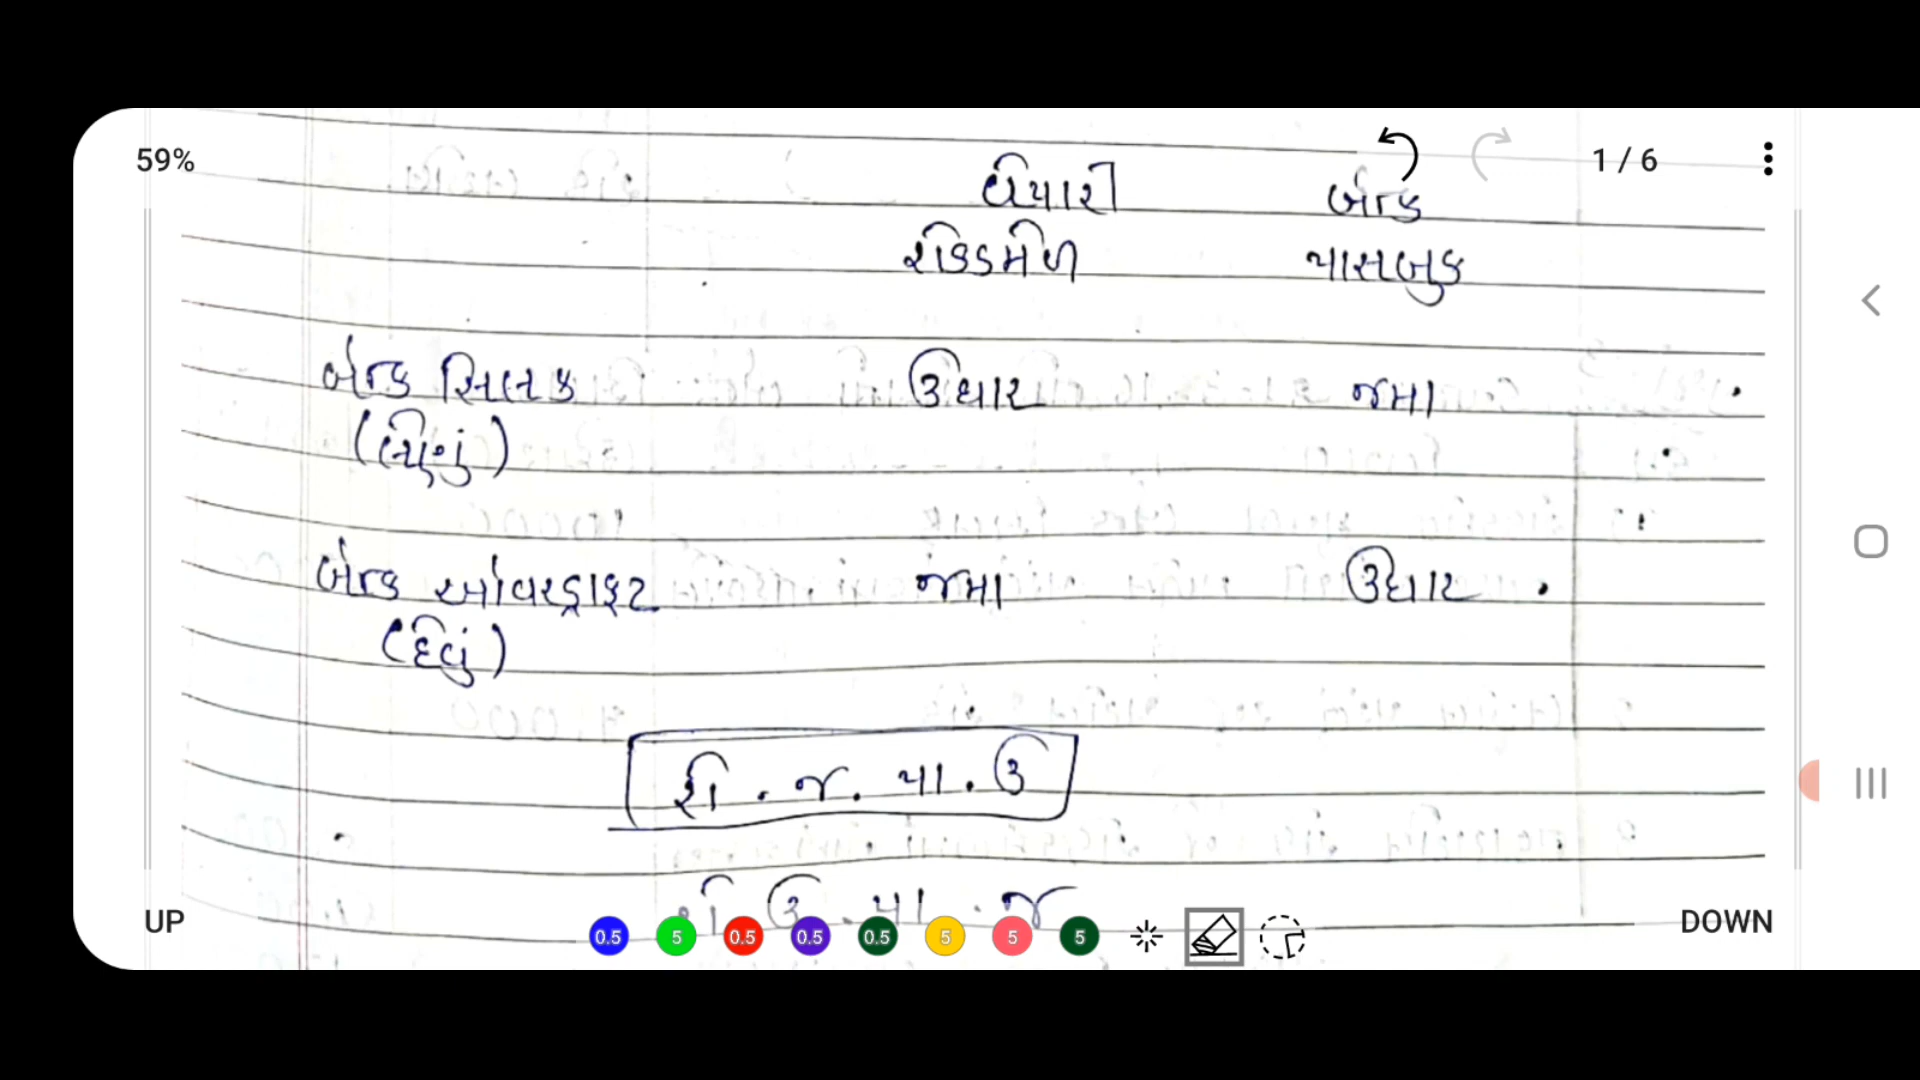 59%
1 / 6
વેપારી બેન્ક
રોકડમેળ પાસબુક
બેન્ક સિલક ઉધાર જમા
(લેણું)
બેન્ક ઓવરડ્રાફ્ટ જમા ઉધાર
(દેવું)
રો . જ . પા . ઉ
ઉ . પા . જ
UP
0.5 5 0.5 0.5 0.5 5 5 5
DOWN